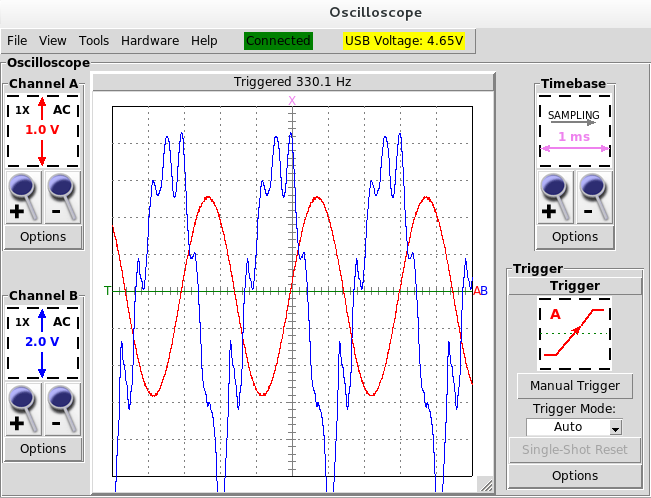 Oscilloscope
File View Tools Hardware Help Connected USB Voltage: 4.65V
Oscilloscope
Channel A
1X AC
1.0 V
+ -
Options
Channel B
1X AC
2.0 V
+ -
Options
Triggered 330.1 Hz
X
T
AB
Timebase
SAMPLING
1 ms
+ -
Options
Trigger
Trigger
A
Manual Trigger
Trigger Mode:
Auto
Single-Shot Reset
Options